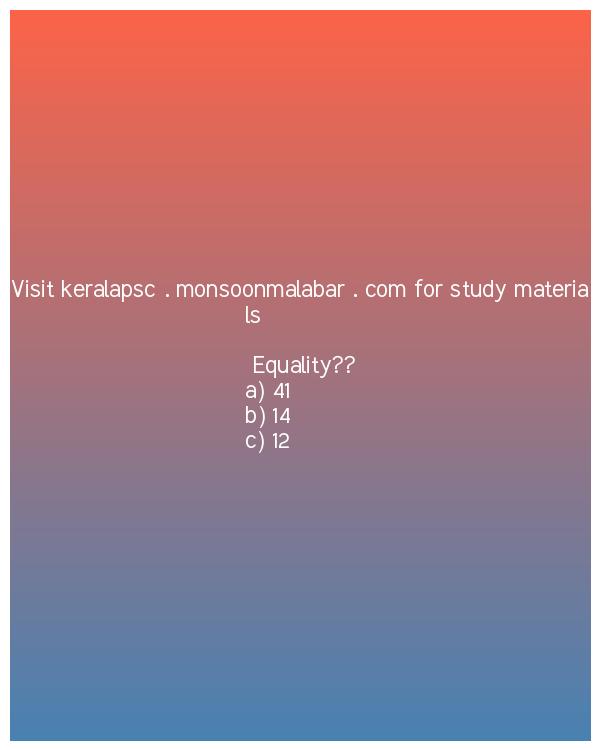 Visit keralapsc . monsoonmalabar . com for study materia
ls
Equality??
a) 41
b) 14
c) 12